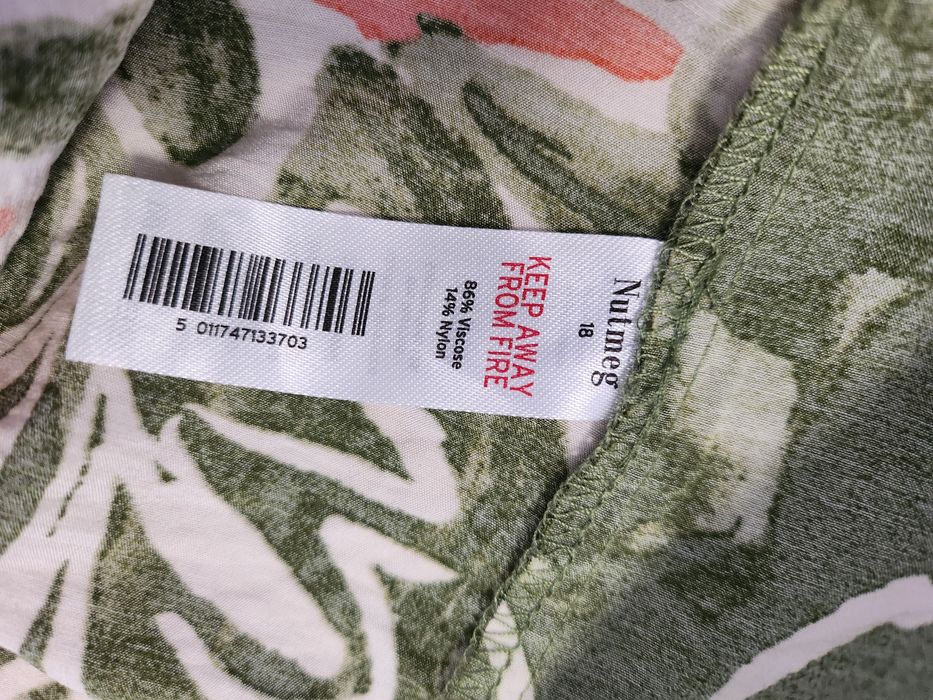 Nutmeg
18
KEEP AWAY
FROM FIRE
86% Viscose
14% Nylon
5 011747133703